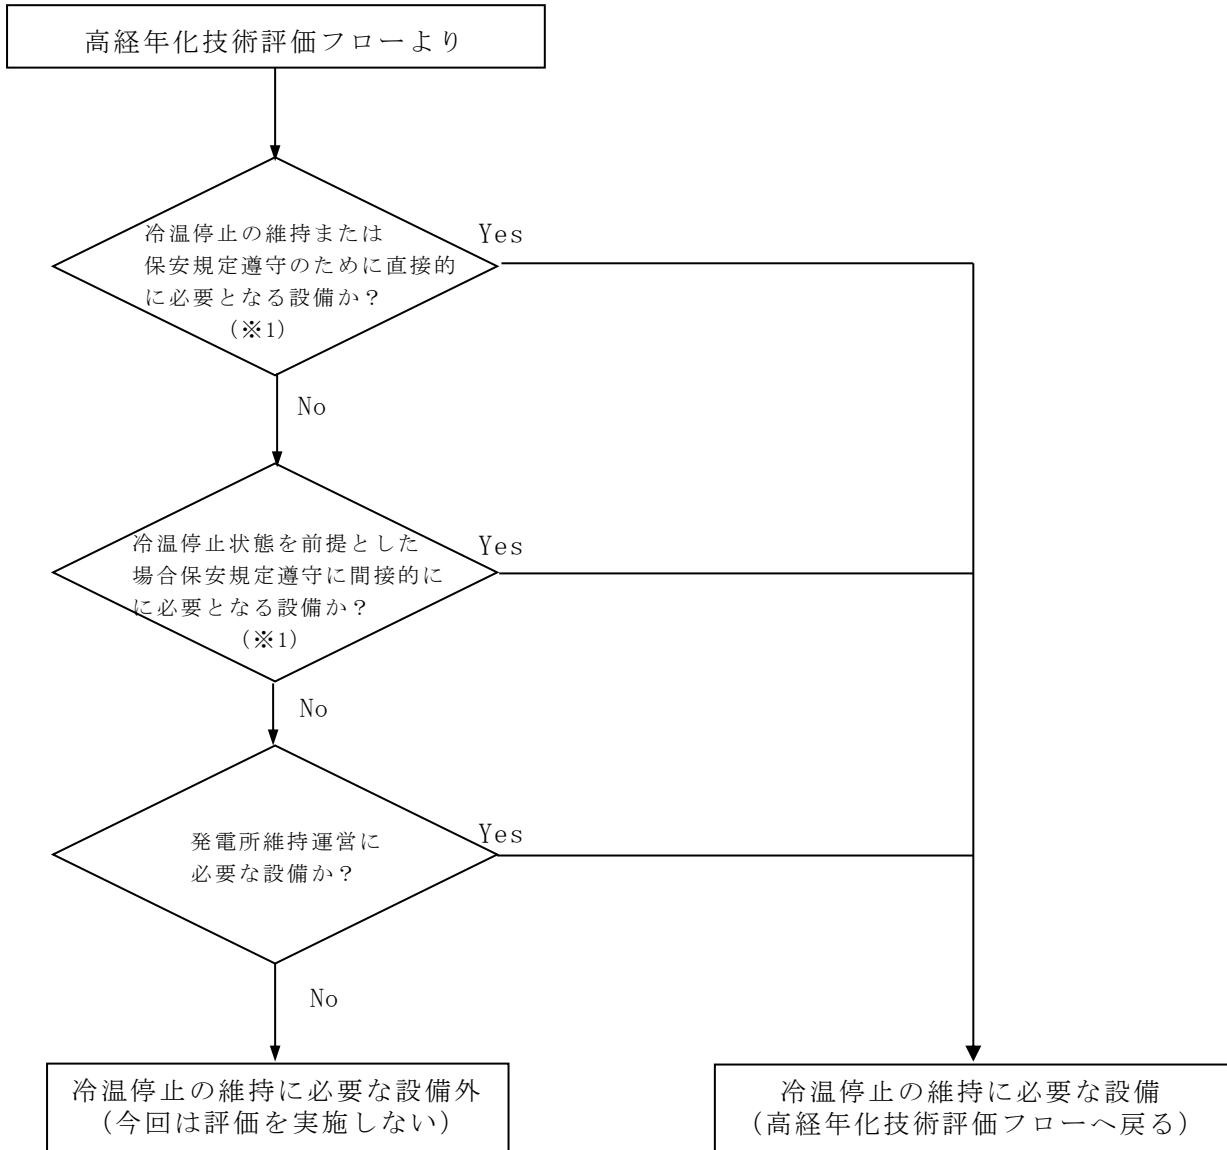 高経年化技術評価フローより
冷温停止の維持または
保安規定遵守のために直接的
に必要となる設備か？
（※1）
Yes
No
冷温停止状態を前提とした
場合保安規定遵守に間接的に
に必要となる設備か？
（※1）
Yes
No
発電所維持運営に
必要な設備か？
Yes
No
冷温停止の維持に必要な設備外
（今回は評価を実施しない）
冷温停止の維持に必要な設備
（高経年化技術評価フローへ戻る）